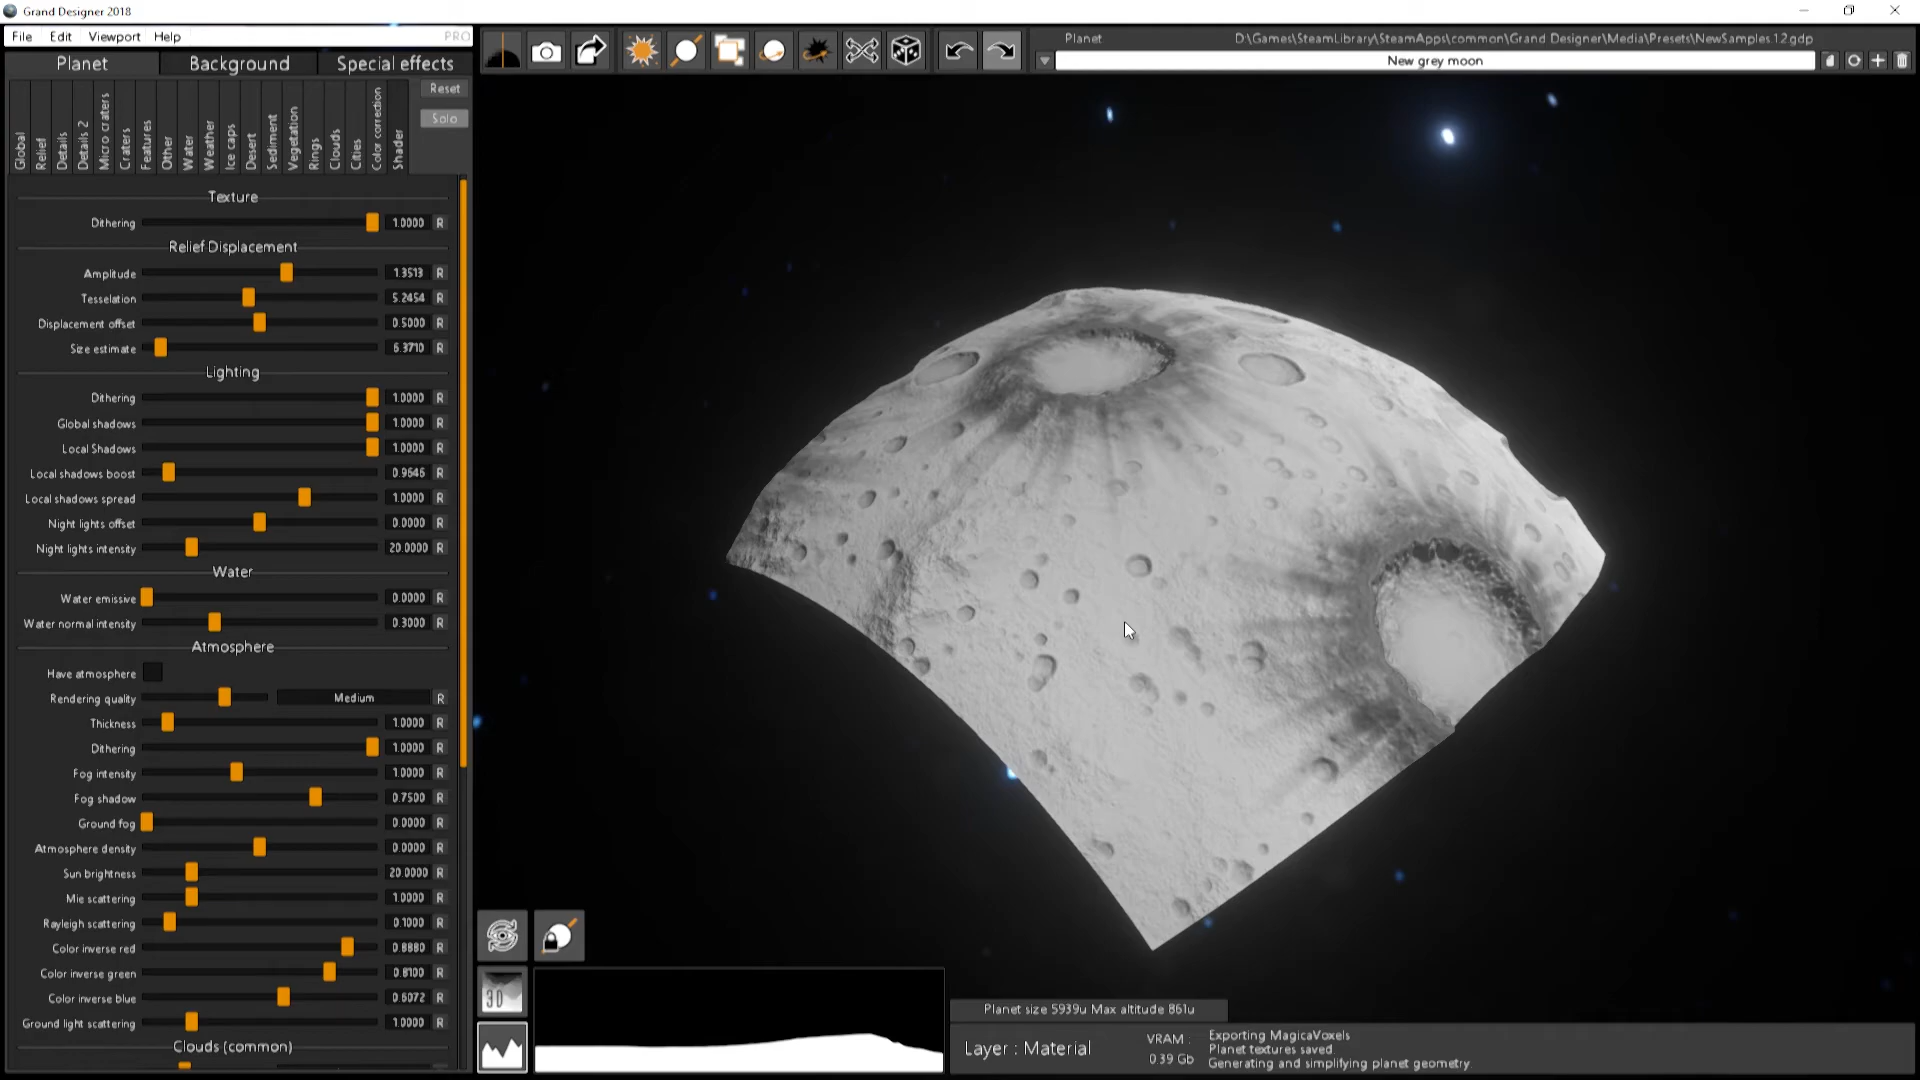 Grand Designer 2018
File Edit Viewport Help PRO
Planet Background Special effects
Global
Relief
Details
Details 2
Micro craters
Craters
Features
Other
Water
Weather
Ice caps
Desert
Sediment
Vegetation
Rings
Clouds
Cities
Color correction
Shader
Reset
Solo
Texture
Dithering 1.0000 R
Relief Displacement
Amplitude 1.3513 R
Tesselation 5.2454 R
Displacement offset 0.5000 R
Size estimate 6.3710 R
Lighting
Dithering 1.0000 R
Global shadows 1.0000 R
Local Shadows 1.0000 R
Local shadows boost 0.9646 R
Local shadows spread 1.0000 R
Night lights offset 0.0000 R
Night lights intensity 20.0000 R
Water
Water emissive 0.0000 R
Water normal intensity 0.3000 R
Atmosphere
Have atmosphere
Rendering quality Medium R
Thickness 1.0000 R
Dithering 1.0000 R
Fog intensity 1.0000 R
Fog shadow 0.7500 R
Ground fog 0.0000 R
Atmosphere density 0.0000 R
Sun brightness 20.0000 R
Mie scattering 1.0000 R
Rayleigh scattering 0.1000 R
Color inverse red 0.8880 R
Color inverse green 0.8100 R
Color inverse blue 0.6072 R
Ground light scattering 1.0000 R
Clouds (common)
Planet D:\Games\SteamLibrary\SteamApps\common\Grand Designer\Media\Presets\NewSamples.12.gdp
New grey moon
3D
Planet size 5939u Max altitude 861u
Layer : Material
VRAM :
0.39 Gb
Exporting MagicaVoxels
Planet textures saved.
Generating and simplifying planet geometry.